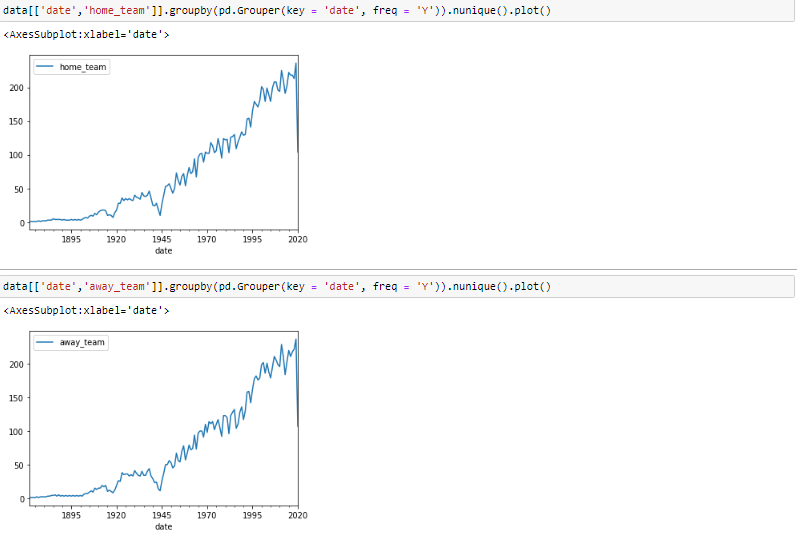 data[['date','home_team']].groupby(pd.Grouper(key = 'date', freq = 'Y')).nunique().plot()
<AxesSubplot:xlabel='date'>
home_team
200
150
100
50
0
1895 1920 1945 1970 1995 2020
date
data[['date','away_team']].groupby(pd.Grouper(key = 'date', freq = 'Y')).nunique().plot()
<AxesSubplot:xlabel='date'>
away_team
200
150
100
50
0
1895 1920 1945 1970 1995 2020
date